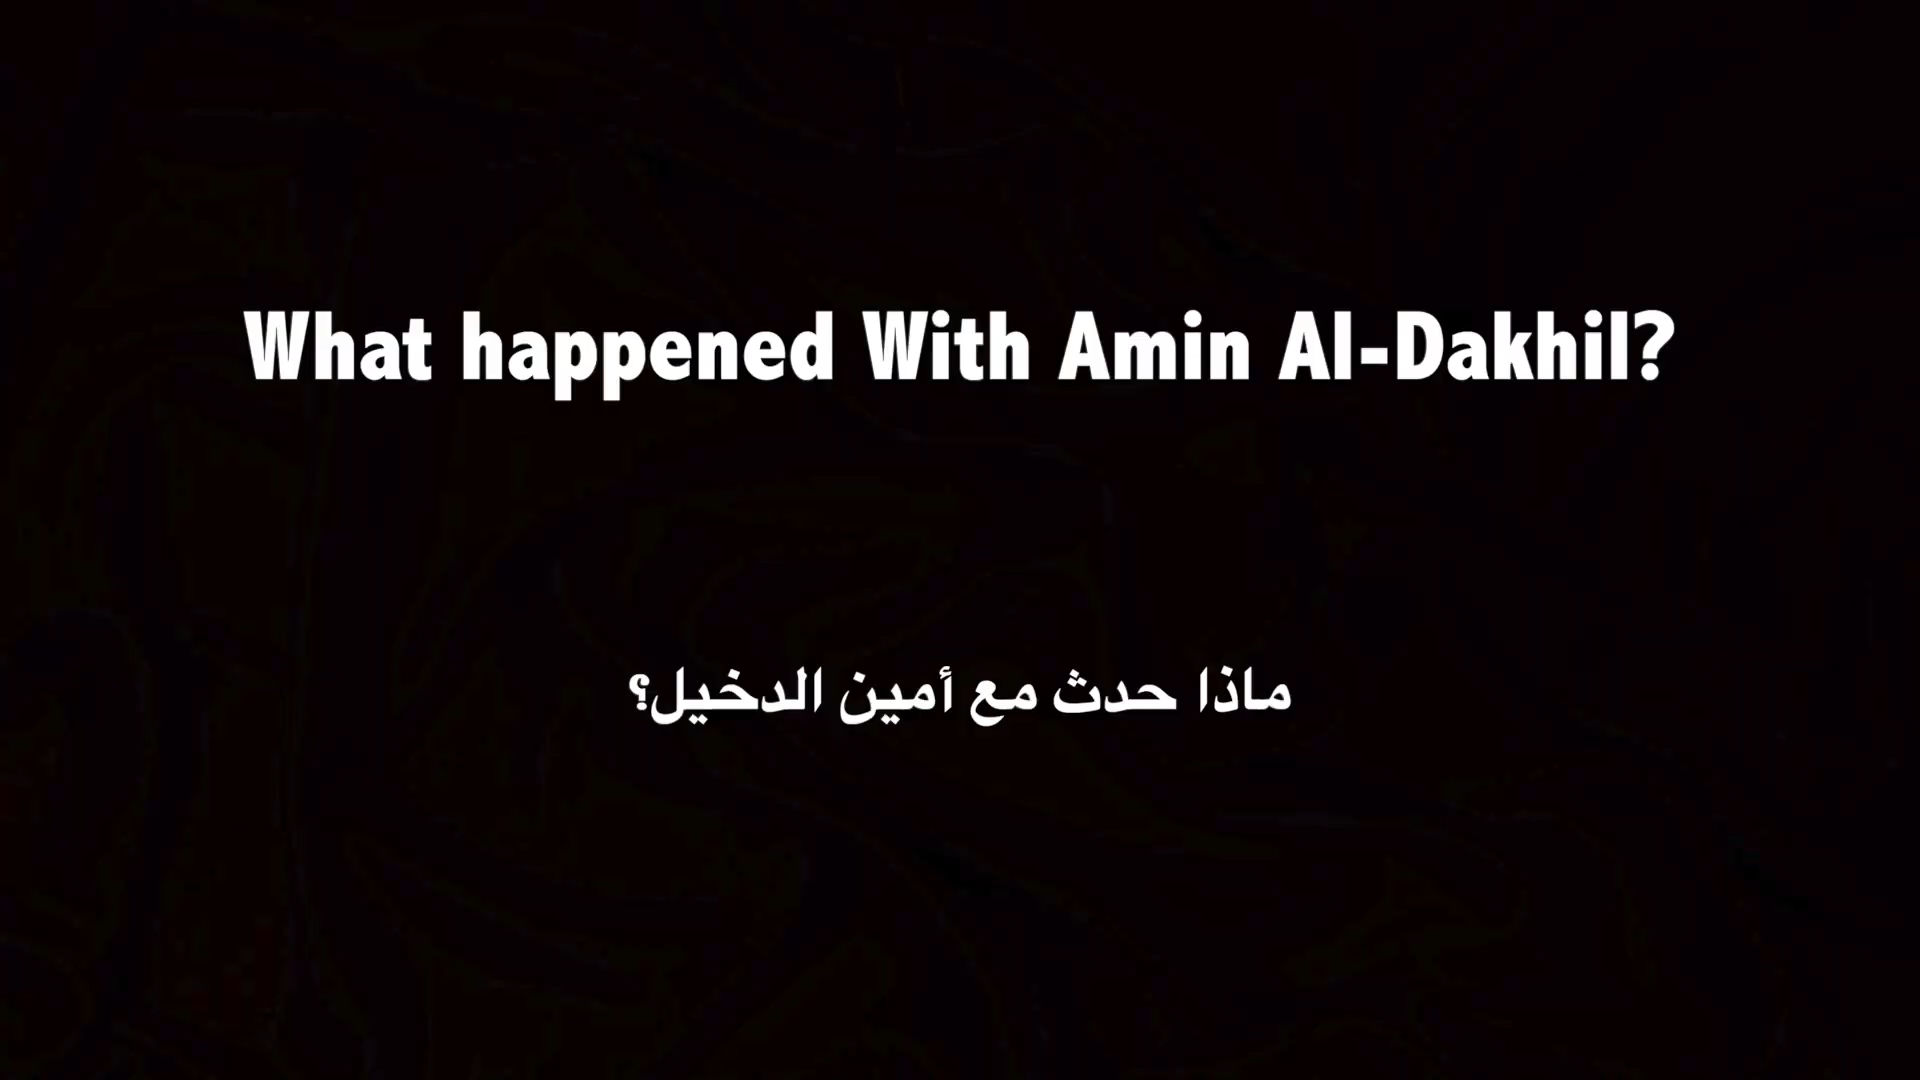 What happened With Amin Al-Dakhil?
ماذا حدث مع أمين الدخيل؟